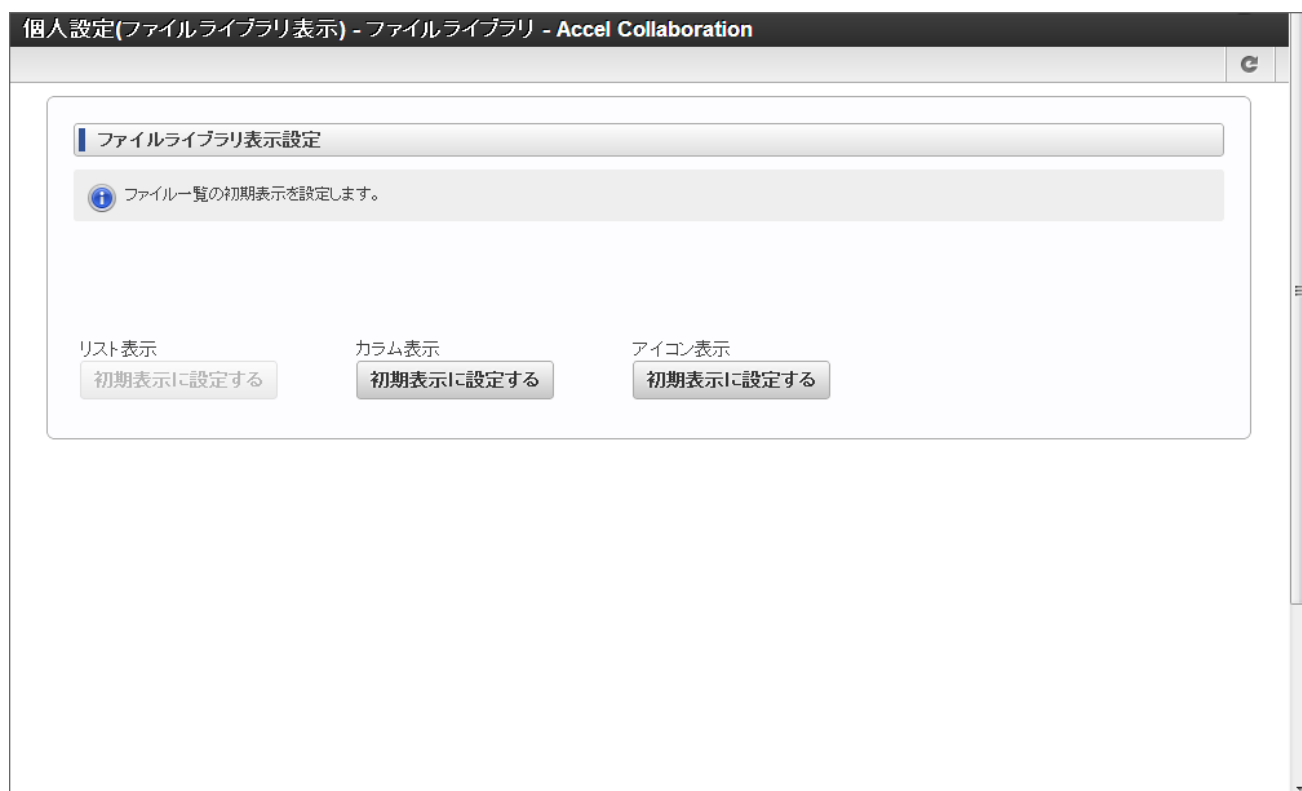 個人設定(ファイルライブラリ表示) - ファイルライブラリ - Accel Collaboration
ファイルライブラリ表示設定
ファイル一覧の初期表示を設定します。
リスト表示 カラム表示 アイコン表示
初期表示に設定する 初期表示に設定する 初期表示に設定する